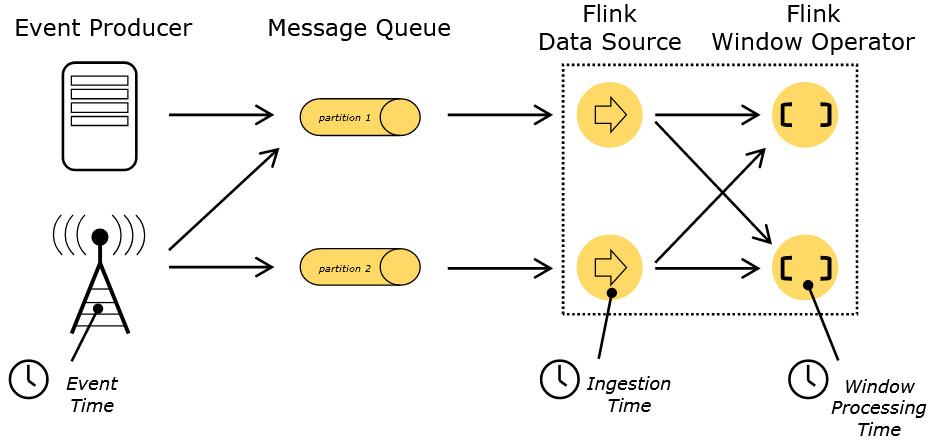 Event Producer
Message Queue
Flink
Data Source
Flink
Window Operator
partition 1
partition 2
Event
Time
Ingestion
Time
Window
Processing
Time